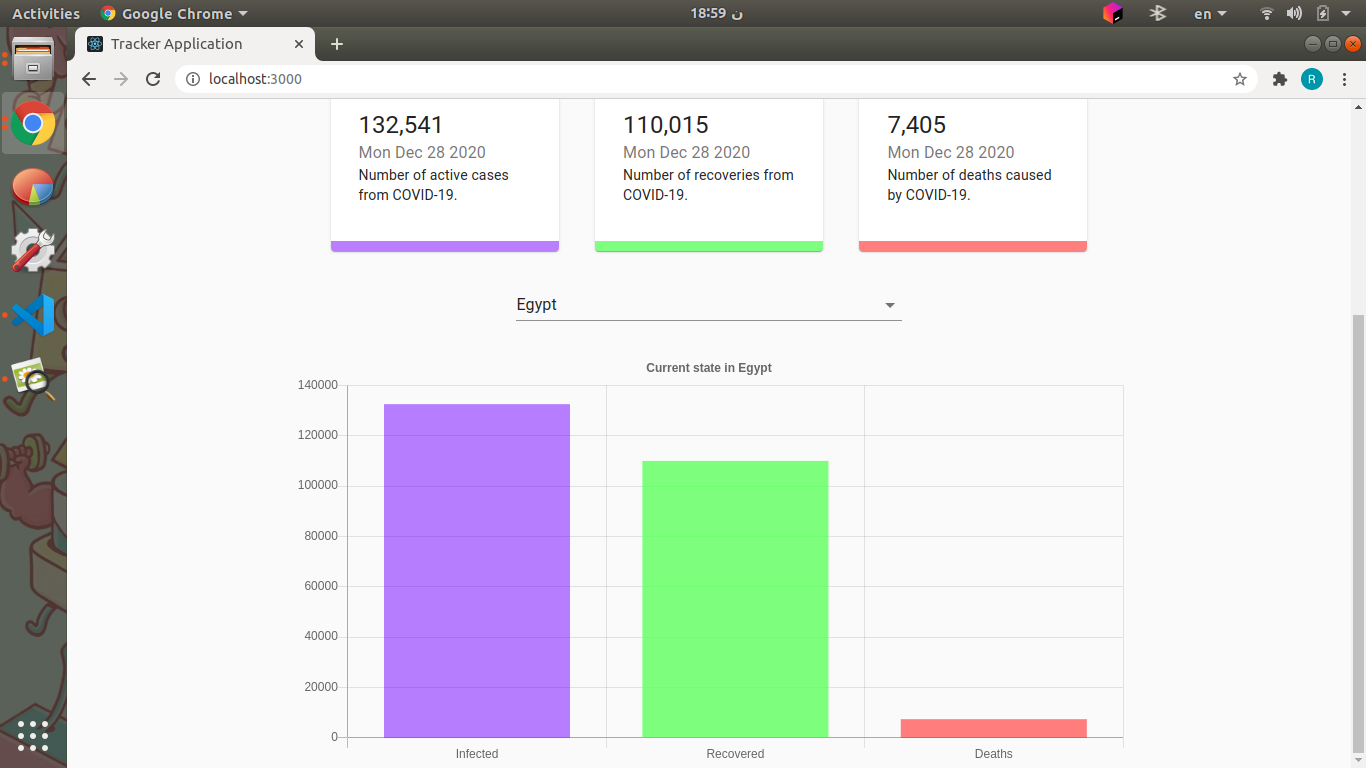 Activities
Google Chrome
ن 18:59
en
Tracker Application
localhost:3000
R
132,541
Mon Dec 28 2020
Number of active cases
from COVID-19.
110,015
Mon Dec 28 2020
Number of recoveries from
COVID-19.
7,405
Mon Dec 28 2020
Number of deaths caused
by COVID-19.
Egypt
Current state in Egypt
140000
120000
100000
80000
60000
40000
20000
0
Infected
Recovered
Deaths